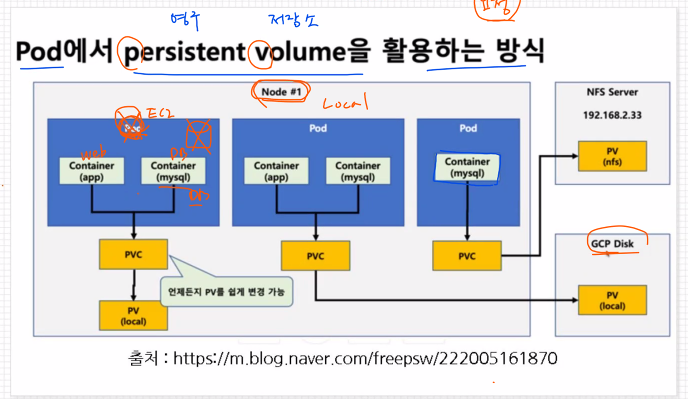 영구 저장소
Pod에서 persistent volume을 활용하는 방식
Node #1
Local
NFS Server
192.168.2.33
PV
(nfs)
Pod
EC2
Pod
Pod
web
DB
Container
(app)
Container
(mysql)
Container
(app)
Container
(mysql)
Container
(mysql)
PVC
PVC
PVC
언제든지 PV를 쉽게 변경 가능
PV
(local)
GCP Disk
PV
(local)
출처 : https://m.blog.naver.com/freepsw/222005161870